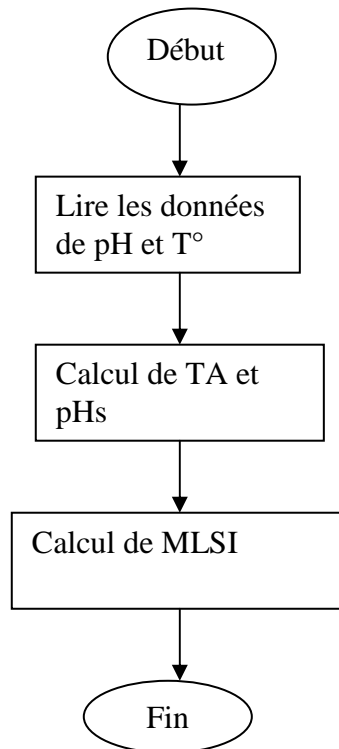 Début
Lire les données
de pH et T°
Calcul de TA et
pHs
Calcul de MLSI
Fin